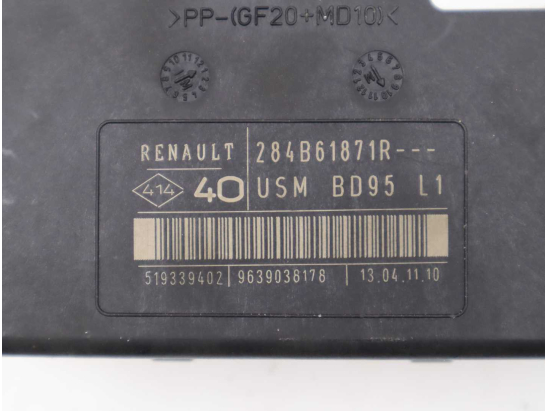 >PP-(GF20+MD10)<
RENAULT 284B61871R---
414 40 USM BD95 L1
519339402 9639038178 13.04.11.10